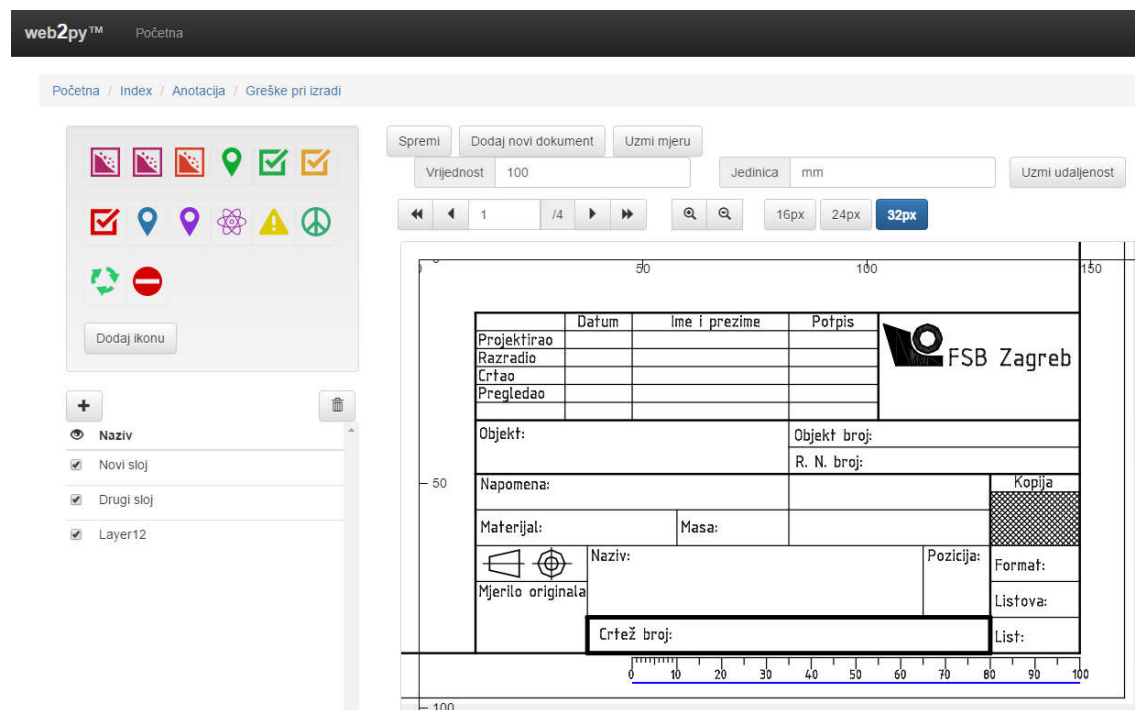 web2py™ Početna
Početna / Index / Anotacija / Greške pri izradi
Spremi Dodaj novi dokument Uzmi mjeru
Vrijednost 100 Jedinica mm Uzmi udaljenost
1 /4 16px 24px 32px
Dodaj ikonu
Naziv
Novi sloj
Drugi sloj
Layer12
0 50 100 150
Datum Ime i prezime Potpis
Projektirao
Razradio
Crtao
Pregledao
FSB Zagreb
Objekt: Objekt broj:
R. N. broj:
50
Napomena: Kopija
Materijal: Masa:
Naziv: Pozicija: Format:
Mjerilo originala
Listova:
Crtež broj: List:
0 10 20 30 40 50 60 70 80 90 100
100